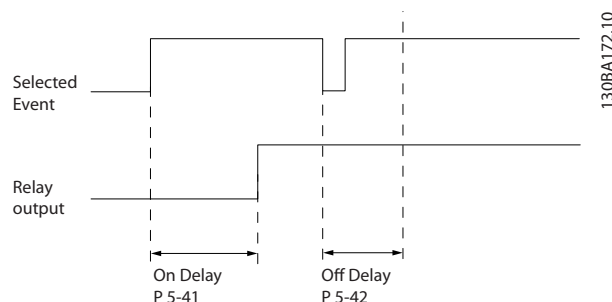 130BA172.10
Selected
Event
Relay
output
On Delay
P 5-41
Off Delay
P 5-42